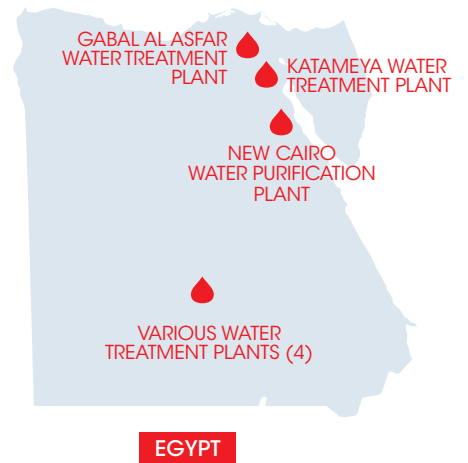 GABAL AL ASFAR
WATER TREATMENT
PLANT
KATAMEYA WATER
TREATMENT PLANT
NEW CAIRO
WATER PURIFICATION
PLANT
VARIOUS WATER
TREATMENT PLANTS (4)
EGYPT